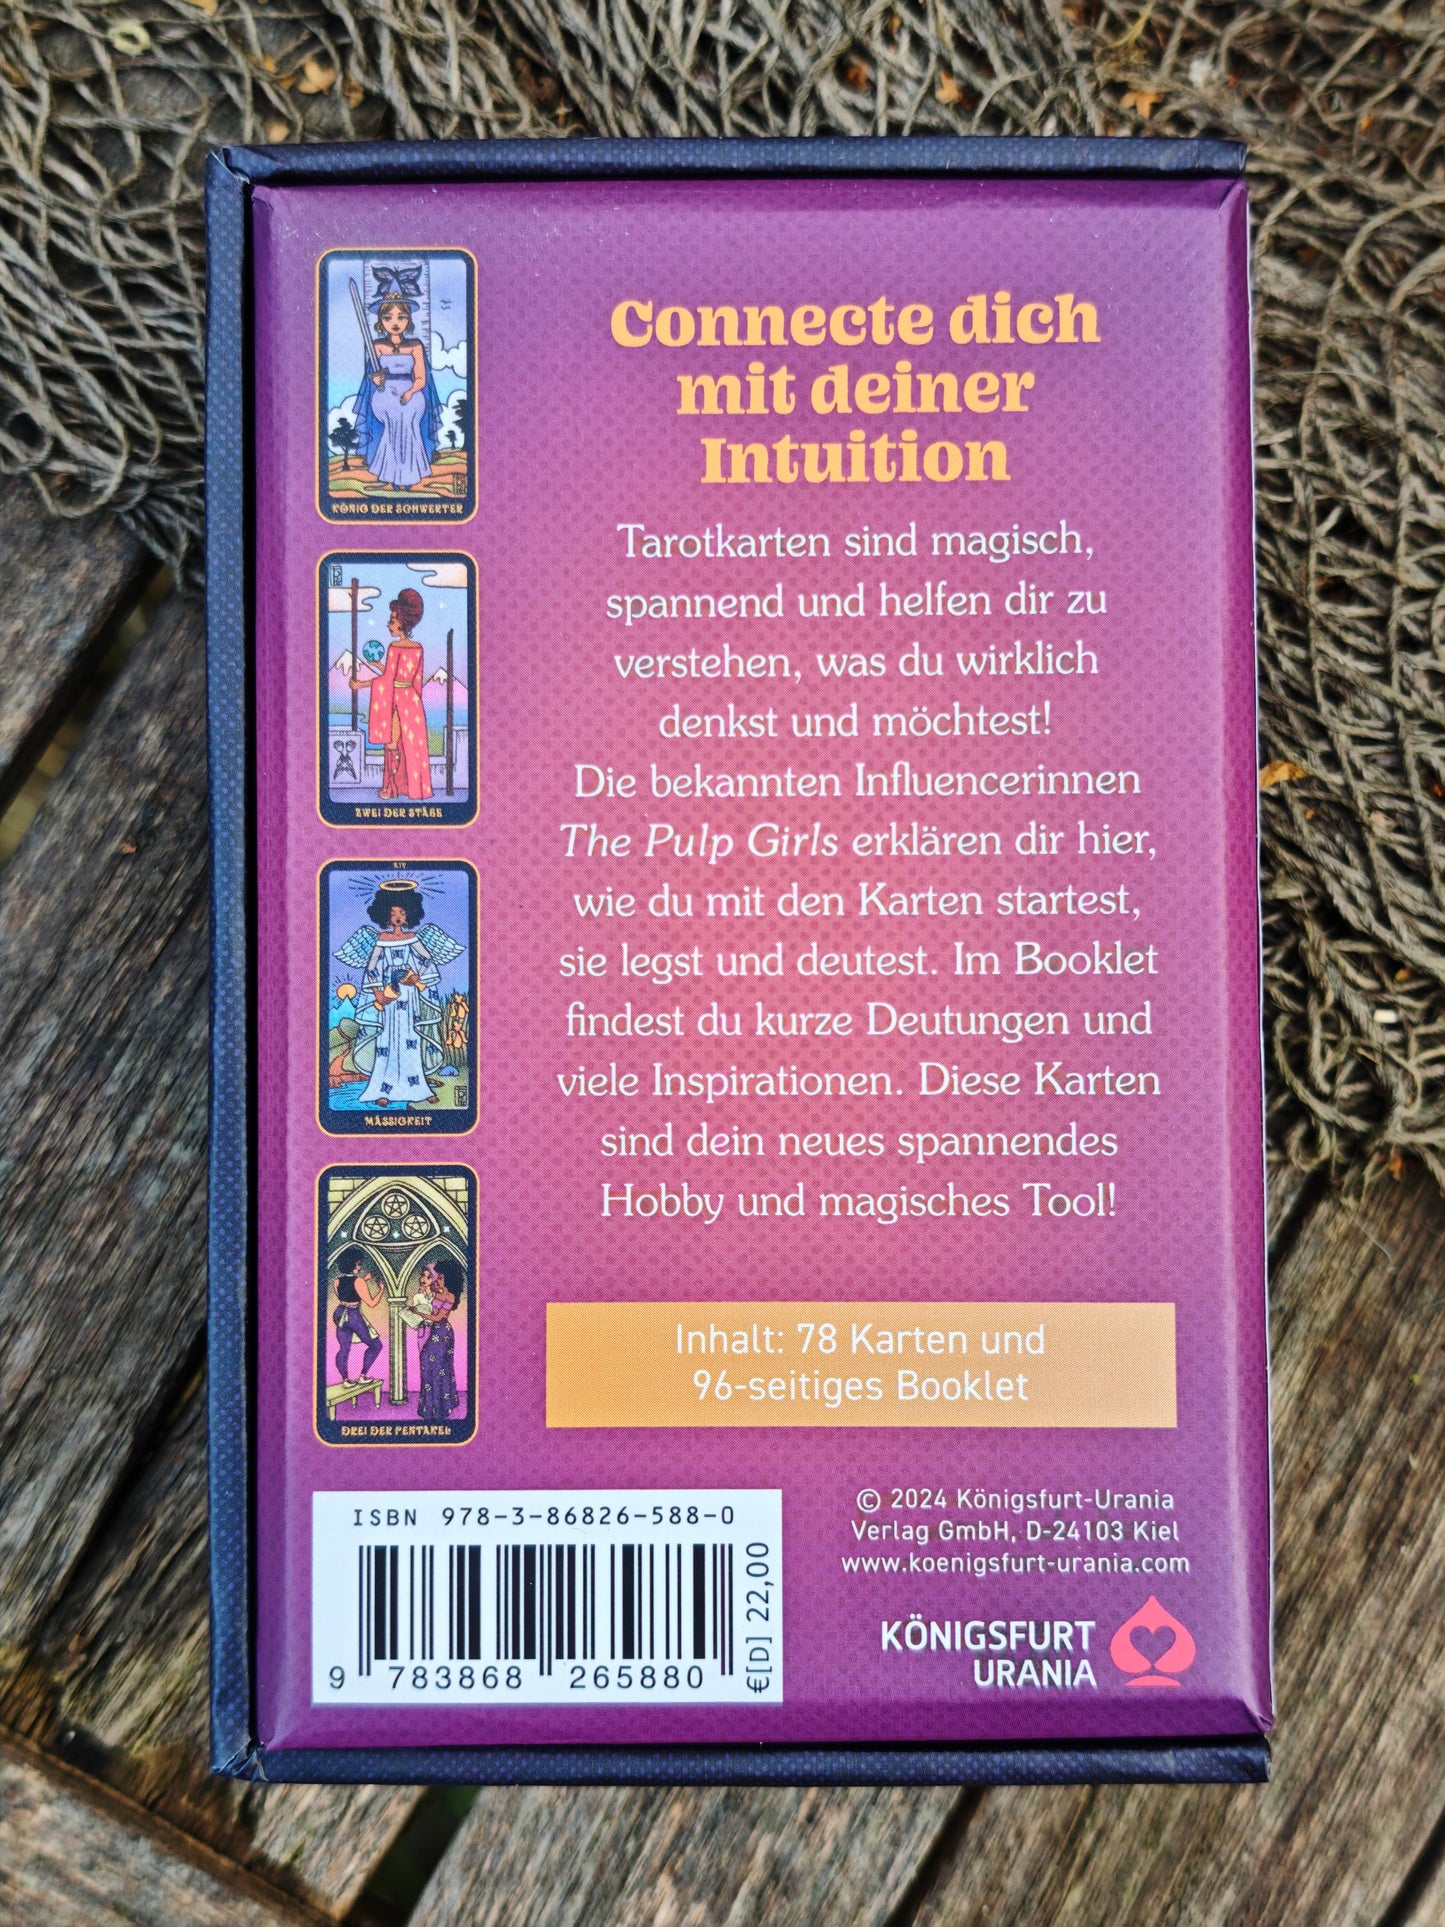 KÖNIG DER SCHWERTER
ZWEI DER STÄBE
XIV
MÄSSIGKEIT
DREI DER PENTAKEL
Connecte dich
mit deiner
Intuition
Tarotkarten sind magisch,
spannend und helfen dir zu
verstehen, was du wirklich
denkst und möchtest!
Die bekannten Influencerinnen
The Pulp Girls erklären dir hier,
wie du mit den Karten startest,
sie legst und deutest. Im Booklet
findest du kurze Deutungen und
viele Inspirationen. Diese Karten
sind dein neues spannendes
Hobby und magisches Tool!
Inhalt: 78 Karten und
96-seitiges Booklet
ISBN 978-3-86826-588-0
9 783868 265880
€[D] 22,00
© 2024 Königsfurt-Urania
Verlag GmbH, D-24103 Kiel
www.koenigsfurt-urania.com
KÖNIGSFURT
URANIA